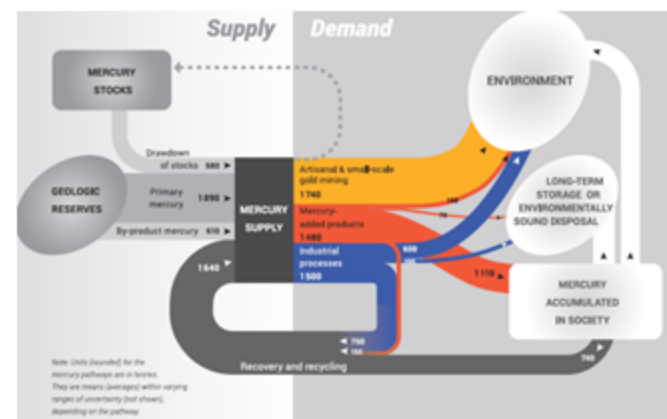 Supply Demand
MERCURY
STOCKS
ENVIRONMENT
Drawdown
of stocks 580
Artisanal & small-scale
gold mining
1740
GEOLOGIC
RESERVES
Primary
mercury 1890
MERCURY
SUPPLY
LONG-TERM
STORAGE OR
ENVIRONMENTALLY
SOUND DISPOSAL
70
Mercury-
added products
1480
By-product mercury 610
Industrial
processes
1500
600
1640
1110
MERCURY
ACCUMULATED
IN SOCIETY
750
Recovery and recycling
740
Note: Units (rounded) for the
mercury pathways are in tonnes.
They are means (averages) within varying
ranges of uncertainty (not shown),
depending on the pathway.